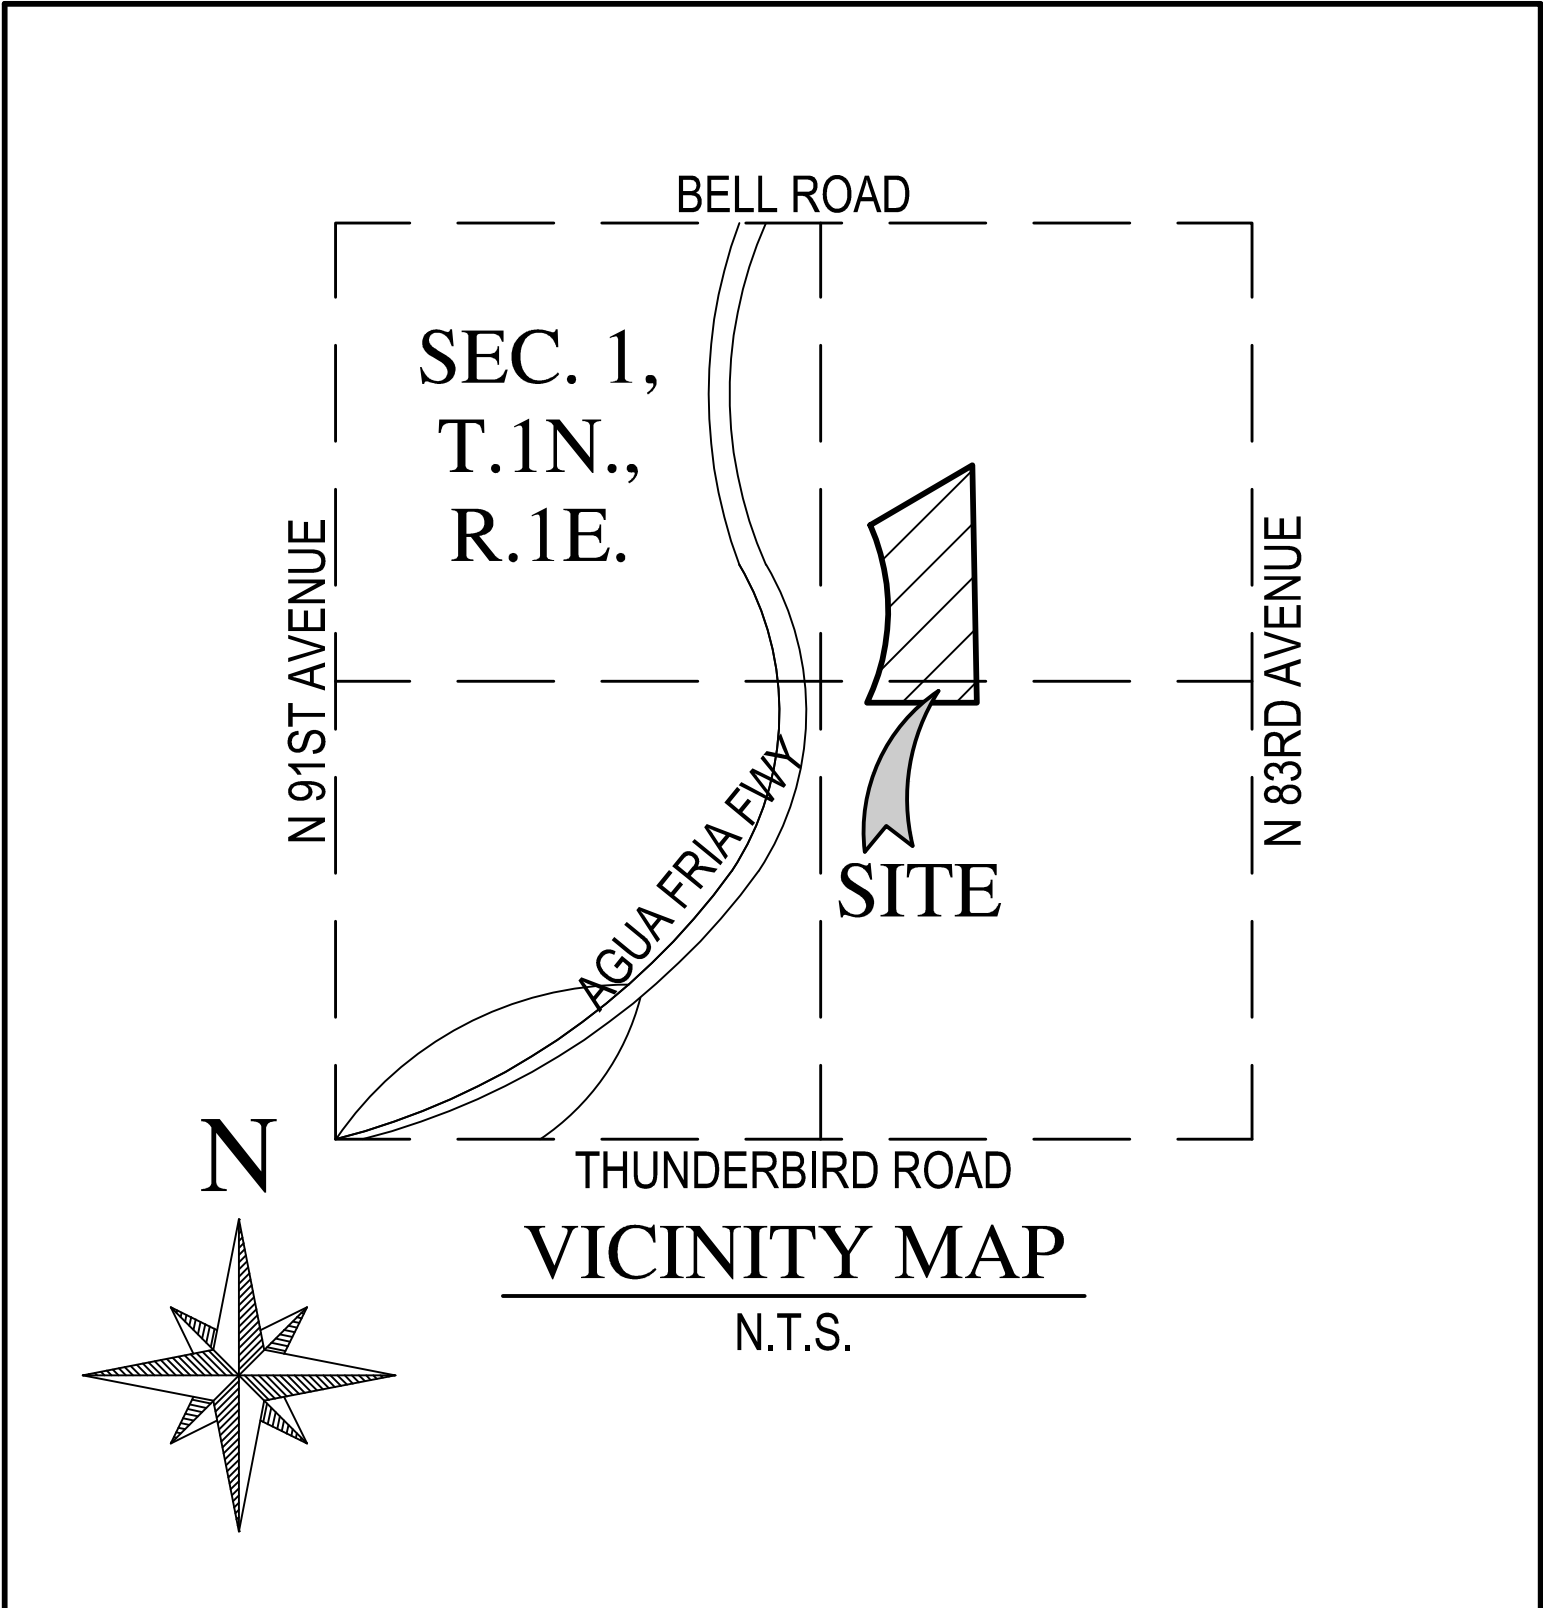 BELL ROAD
SEC. 1,
T.1N.,
R.1E.
N 91ST AVENUE
N 83RD AVENUE
AGUA FRIA FWY
SITE
N
THUNDERBIRD ROAD
VICINITY MAP
N.T.S.